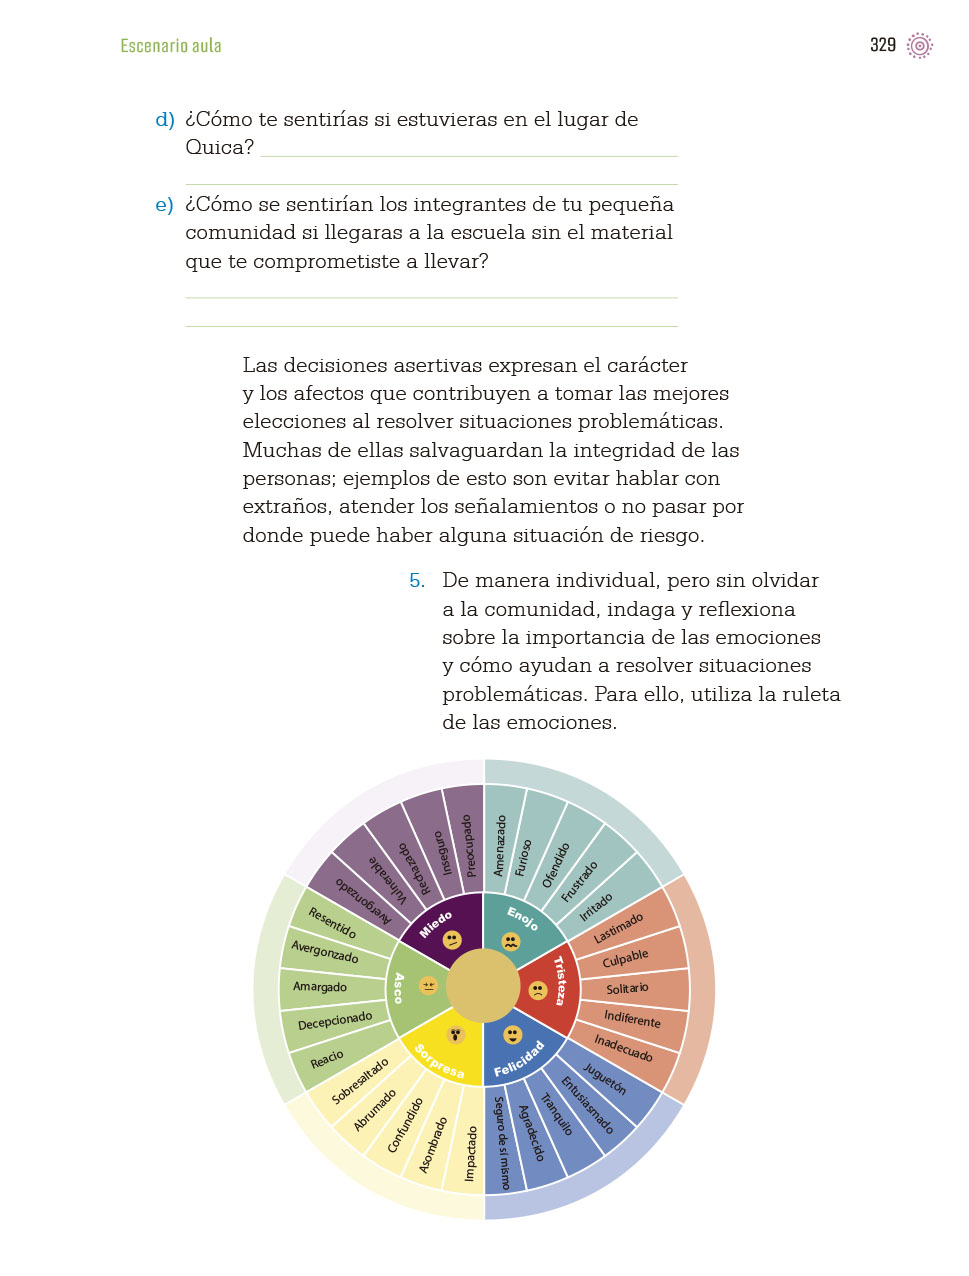 Escenario aula
329
d) ¿Cómo te sentirías si estuvieras en el lugar de
Quica?
e) ¿Cómo se sentirían los integrantes de tu pequeña
comunidad si llegaras a la escuela sin el material
que te comprometiste a llevar?
Las decisiones asertivas expresan el carácter
y los afectos que contribuyen a tomar las mejores
elecciones al resolver situaciones problemáticas.
Muchas de ellas salvaguardan la integridad de las
personas; ejemplos de esto son evitar hablar con
extraños, atender los señalamientos o no pasar por
donde puede haber alguna situación de riesgo.
5. De manera individual, pero sin olvidar
a la comunidad, indaga y reflexiona
sobre la importancia de las emociones
y cómo ayudan a resolver situaciones
problemáticas. Para ello, utiliza la ruleta
de las emociones.
Enojo
Amenazado
Furioso
Ofendido
Frustrado
Irritado
Tristeza
Lastimado
Culpable
Solitario
Indiferente
Inadecuado
Felicidad
Juguetón
Entusiasmado
Tranquilo
Agradecido
Seguro de sí mismo
Sorpresa
Impactado
Asombrado
Confundido
Abrumado
Sobresaltado
Asco
Reacio
Decepcionado
Amargado
Avergonzado
Resentido
Miedo
Avergonzado
Vulnerable
Rechazado
Inseguro
Preocupado